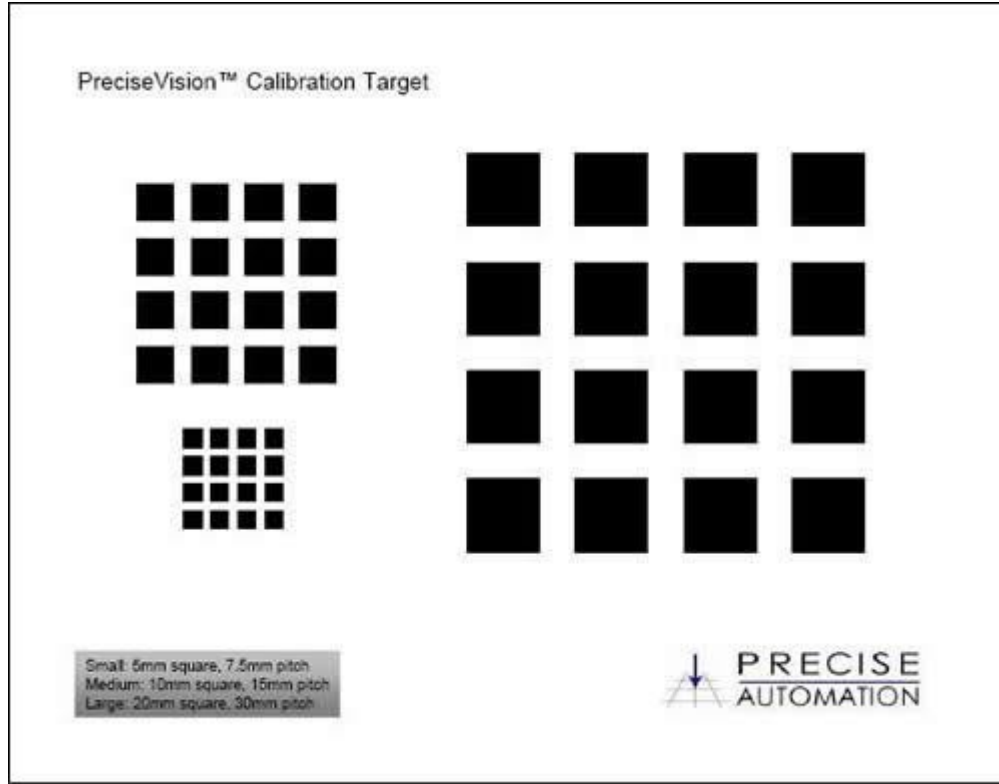 PreciseVision™ Calibration Target
Small: 5mm square, 7.5mm pitch
Medium: 10mm square, 15mm pitch
Large: 20mm square, 30mm pitch
PRECISE
AUTOMATION